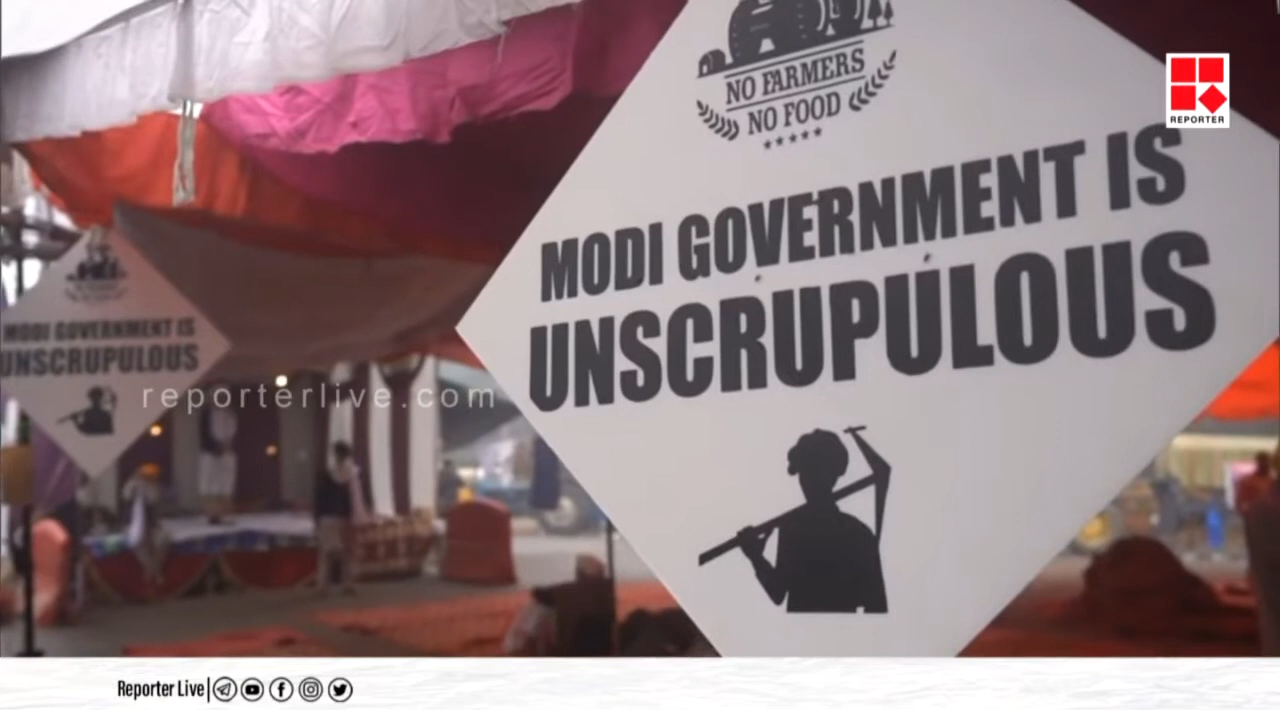 NO FARMERS
NO FOOD
MODI GOVERNMENT IS
UNSCRUPULOUS
REPORTER
MODI GOVERNMENT IS
UNSCRUPULOUS
reporterlive.com
Reporter Live